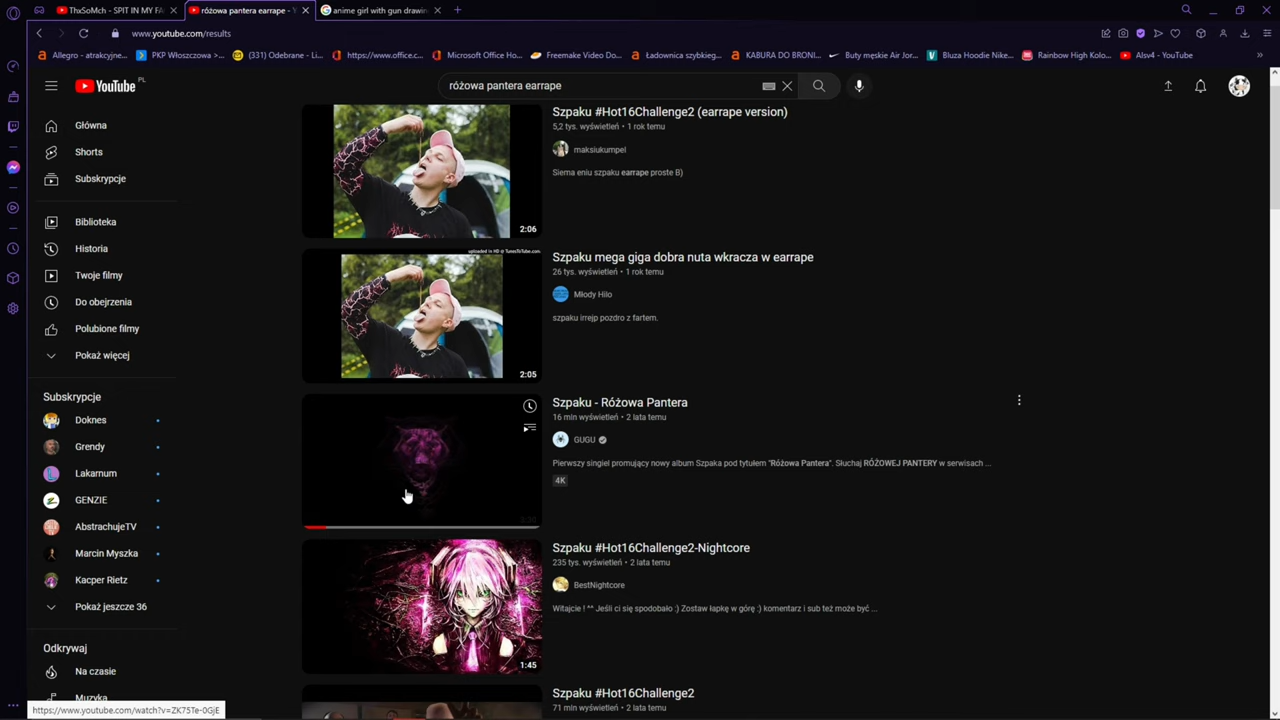 ThxSoMch - SPIT IN MY FA
różowa pantera earrape - Y
anime girl with gun drawin
www.youtube.com/results
Allegro - atrakcyjne...
PKP Włoszczowa >...
(331) Odebrane - Li...
https://www.office.c...
Microsoft Office Ho...
Freemake Video Do...
Ładownica szybkieg...
KABURA DO BRONI...
Buty męskie Air Jor...
Bluza Hoodie Nike...
Rainbow High Kolo...
Alsv4 - YouTube
YouTube PL
różowa pantera earrape
Główna
Shorts
Subskrypcje
Biblioteka
Historia
Twoje filmy
Do obejrzenia
Polubione filmy
Pokaż więcej
Subskrypcje
Doknes
Grendy
Lakarnum
GENZIE
AbstrachujeTV
Marcin Myszka
Kacper Rietz
Pokaż jeszcze 36
Odkrywaj
Na czasie
Muzyka
2:06
Szpaku #Hot16Challenge2 (earrape version)
5,2 tys. wyświetleń • 1 rok temu
maksiukumpel
Siema eniu szpaku earrape proste B)
uploaded in HD @ TunesToTube.com
2:05
Szpaku mega giga dobra nuta wkracza w earrape
26 tys. wyświetleń • 1 rok temu
Młody Hilo
szpaku irrejp pozdro z fartem.
Szpaku - Różowa Pantera
16 mln wyświetleń • 2 lata temu
GUGU
Pierwszy singiel promujący nowy album Szpaka pod tytułem "Różowa Pantera". Słuchaj RÓŻOWEJ PANTERY w serwisach ...
4K
1:45
Szpaku #Hot16Challenge2-Nightcore
235 tys. wyświetleń • 2 lata temu
BestNightcore
Witajcie ! ^^ Jeśli ci się spodobało :) Zostaw łapkę w górę :) komentarz i sub też może być ...
Szpaku #Hot16Challenge2
71 mln wyświetleń • 2 lata temu
https://www.youtube.com/watch?v=ZK75Te-0GjE